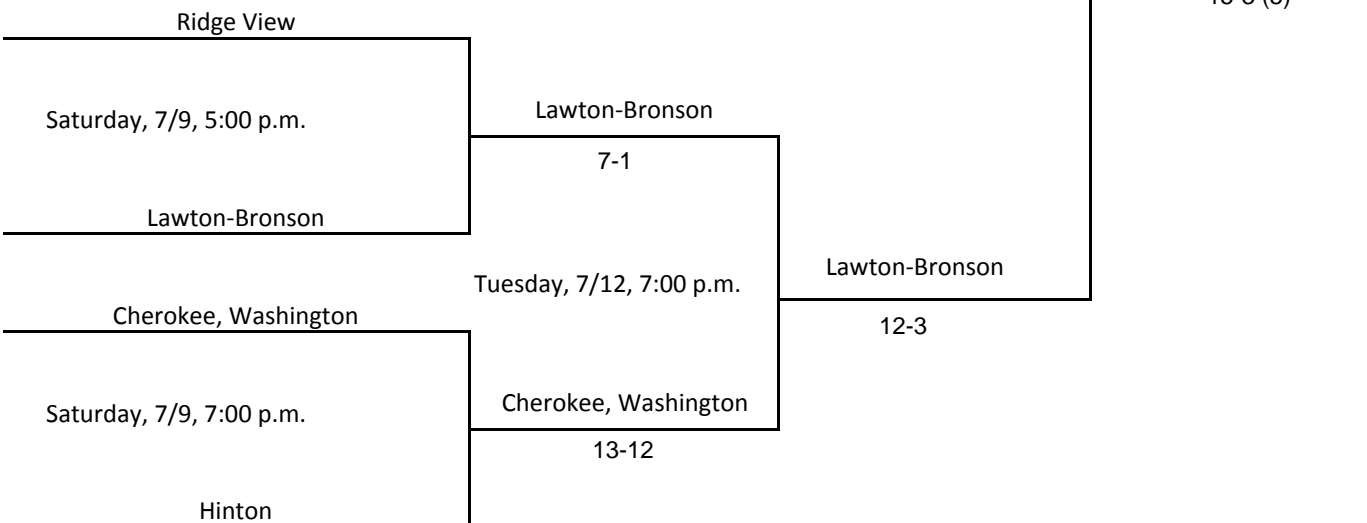 Ridge View
Saturday, 7/9, 5:00 p.m.
Lawton-Bronson
7-1
Lawton-Bronson
Tuesday, 7/12, 7:00 p.m.
Lawton-Bronson
12-3
Cherokee, Washington
Saturday, 7/9, 7:00 p.m.
Cherokee, Washington
13-12
Hinton